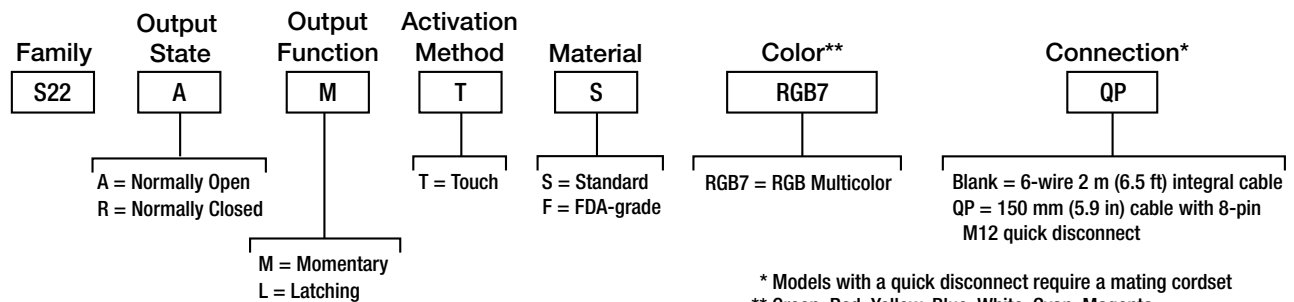 Family
Output State
Output Function
Activation Method
Material
Color**
Connection*
S22
A
M
T
S
RGB7
QP
A = Normally Open
R = Normally Closed
M = Momentary
L = Latching
T = Touch
S = Standard
F = FDA-grade
RGB7 = RGB Multicolor
Blank = 6-wire 2 m (6.5 ft) integral cable
QP = 150 mm (5.9 in) cable with 8-pin
M12 quick disconnect
* Models with a quick disconnect require a mating cordset
** Green, Red, Yellow, Blue, White, Cyan, Magenta